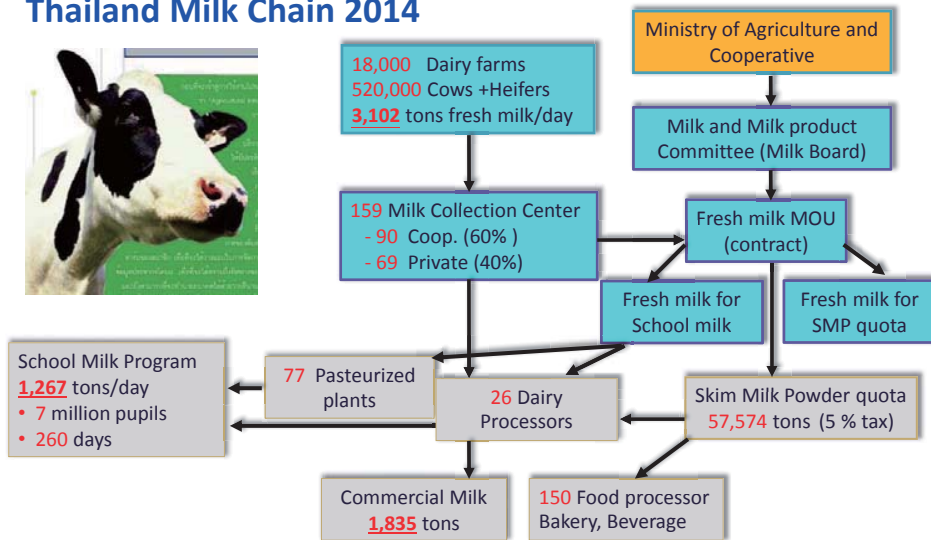 Thailand Milk Chain 2014
Ministry of Agriculture and
Cooperative
18,000 Dairy farms
520,000 Cows +Heifers
3,102 tons fresh milk/day
Milk and Milk product
Committee (Milk Board)
159 Milk Collection Center
- 90 Coop. (60% )
- 69 Private (40%)
Fresh milk MOU
(contract)
Fresh milk for
School milk
Fresh milk for
SMP quota
School Milk Program
1,267 tons/day
• 7 million pupils
• 260 days
77 Pasteurized
plants
26 Dairy
Processors
Skim Milk Powder quota
57,574 tons (5 % tax)
Commercial Milk
1,835 tons
150 Food processor
Bakery, Beverage